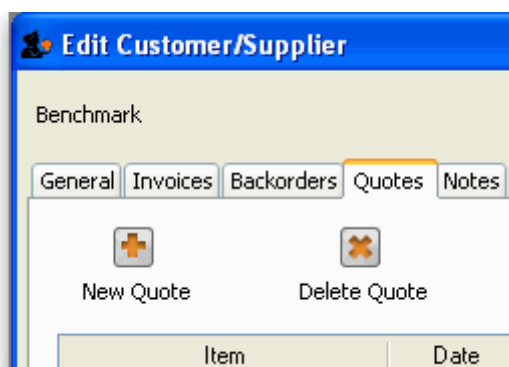 Edit Customer/Supplier
Benchmark
General Invoices Backorders Quotes Notes
New Quote Delete Quote
Item Date